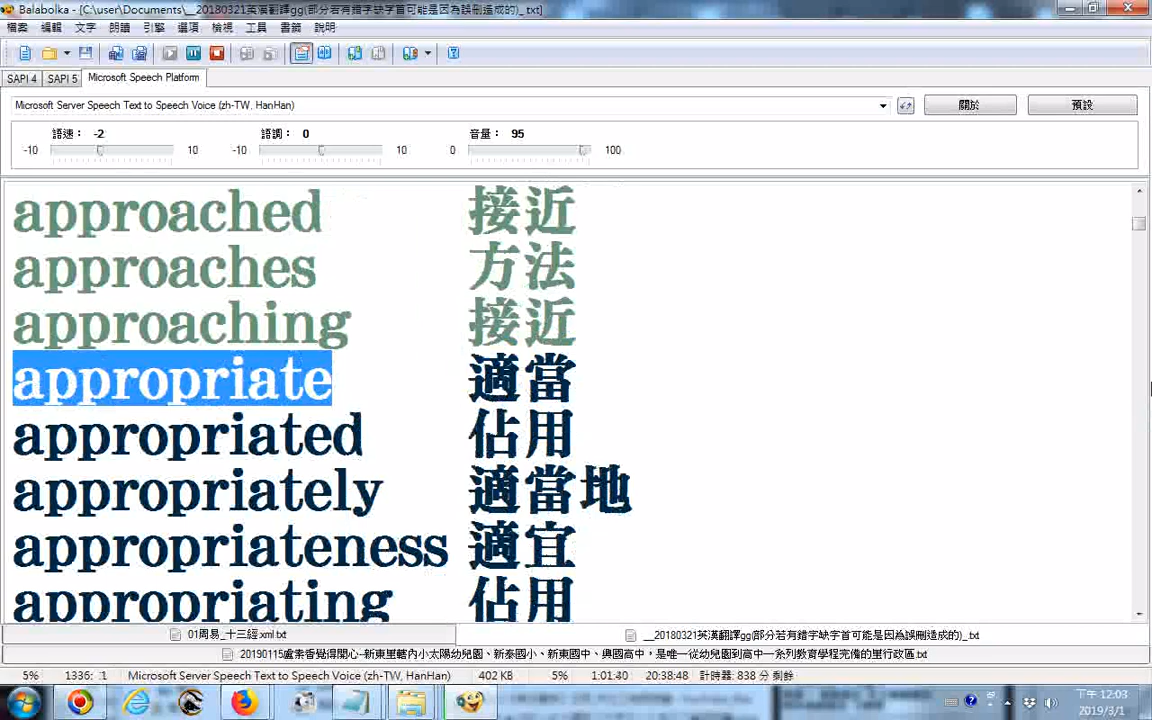 Balabolka - [C:\user\Documents\__20180321英漢翻譯gg(部分若有錯字缺字首可能是因為誤刪造成的)_.txt]
檔案 編輯 文字 朗讀 引擎 選項 檢視 工具 書籤 說明
SAPI 4 SAPI 5 Microsoft Speech Platform
Microsoft Server Speech Text to Speech Voice (zh-TW, HanHan) 關於 預設
語速： -2 語調： 0 音量： 95
-10 10 -10 10 0 100
approached 接近
approaches 方法
approaching 接近
appropriate 適當
appropriated 佔用
appropriately 適當地
appropriateness 適宜
appropriating 佔用
01周易_十三經.xml.txt __20180321英漢翻譯gg(部分若有錯字缺字首可能是因為誤刪造成的)_.txt
20190115盧素香覺得開心-新東里轄內小太陽幼兒園、新泰國小、新東國中、興國高中，是唯一從幼兒園到高中一系列教育學程完備的里行政區.txt
5% 1336: :1 Microsoft Server Speech Text to Speech Voice (zh-TW, HanHan) 402 KB 5% 1:01:40 20:38:48 計時器: 838 分 剩餘
下午 12:03
2019/3/1